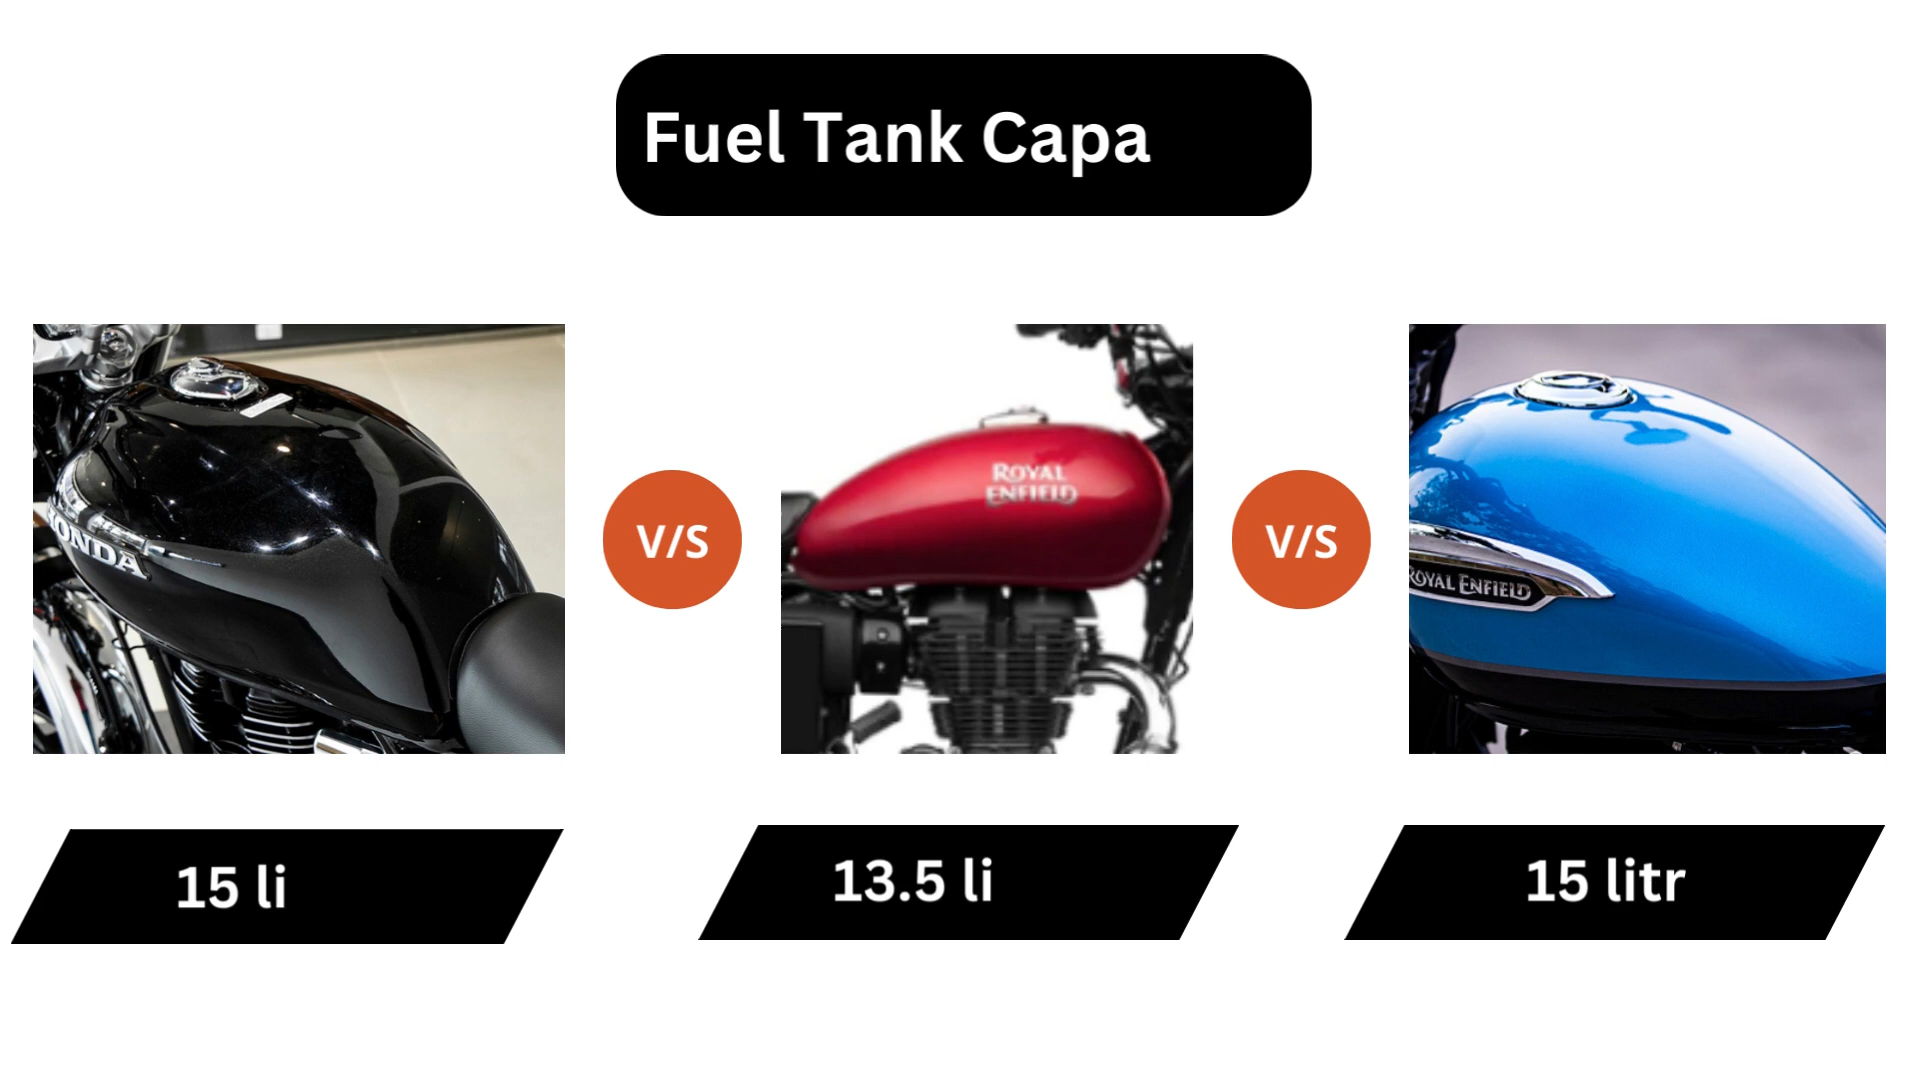 Fuel Tank Capa
HONDA
V/S
ROYAL
ENFIELD
V/S
ROYAL ENFIELD
15 li
13.5 li
15 litr